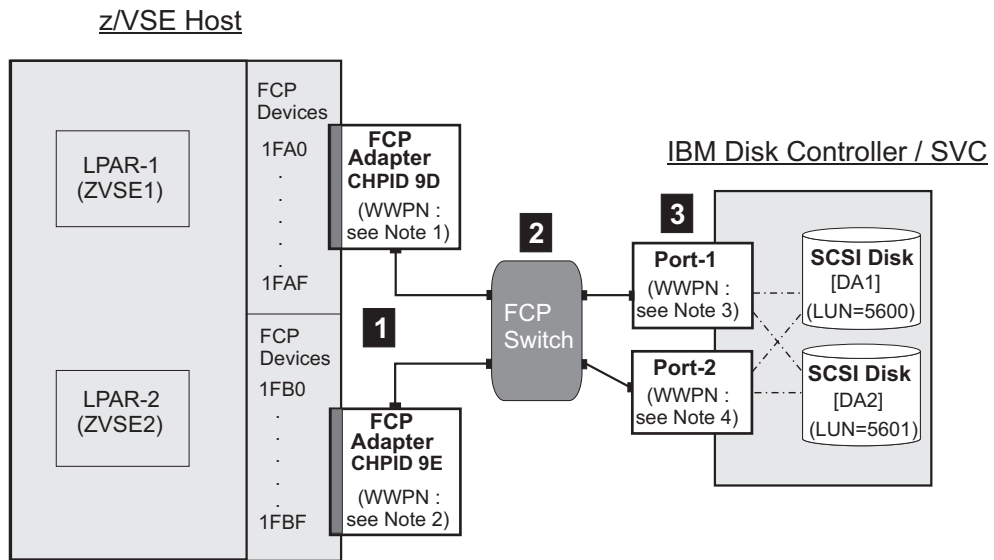 z/VSE Host
LPAR-1
(ZVSE1)
LPAR-2
(ZVSE2)
FCP
Devices
1FA0
.
.
.
.
.
1FAF
FCP
Devices
1FB0
.
.
.
.
.
1FBF
FCP
Adapter
CHPID 9D
(WWPN :
see Note 1)
1
FCP
Adapter
CHPID 9E
(WWPN :
see Note 2)
2
FCP
Switch
IBM Disk Controller / SVC
3
Port-1
(WWPN :
see Note 3)
Port-2
(WWPN :
see Note 4)
SCSI Disk
[DA1]
(LUN=5600)
SCSI Disk
[DA2]
(LUN=5601)